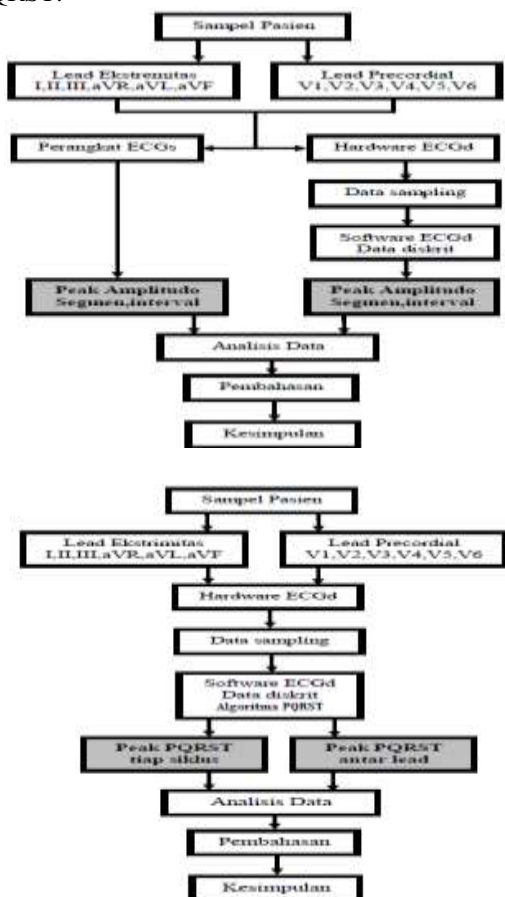 QRST.
Sampel Pasien
Lead Ekstremitas
I,II,III,aVR,aVL,aVF
Lead Precordial
V1,V2,V3,V4,V5,V6
Perangkat ECGs
Hardware ECGd
Data sampling
Software ECGd
Data diskrit
Peak Amplitudo
Segmen,interval
Peak Amplitudo
Segmen,interval
Analisis Data
Pembahasan
Kesimpulan
Sampel Pasien
Lead Ekstrimitas
I,II,III,aVR,aVL,aVF
Lead Precordial
V1,V2,V3,V4,V5,V6
Hardware ECGd
Data sampling
Software ECGd
Data diskrit
Algoritma PQRST
Peak PQRST
tiap siklus
Peak PQRST
antar lead
Analisis Data
Pembahasan
Kesimpulan